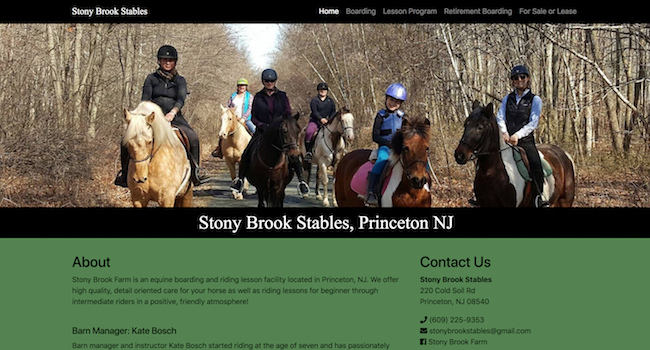 Stony Brook Stables
Home Boarding Lesson Program Retirement Boarding For Sale or Lease
Stony Brook Stables, Princeton NJ
About
Stony Brook Farm is an equine boarding and riding lesson facility located in Princeton, NJ. We offer
high quality, detail oriented care for your horse as well as riding lessons for beginner through
intermediate riders in a positive, friendly atmosphere!
Barn Manager: Kate Bosch
Barn manager and instructor Kate Bosch started riding at the age of seven and has passionately
Contact Us
Stony Brook Stables
220 Cold Soil Rd
Princeton, NJ 08540
(609) 225-9353
stonybrookstables@gmail.com
Stony Brook Farm